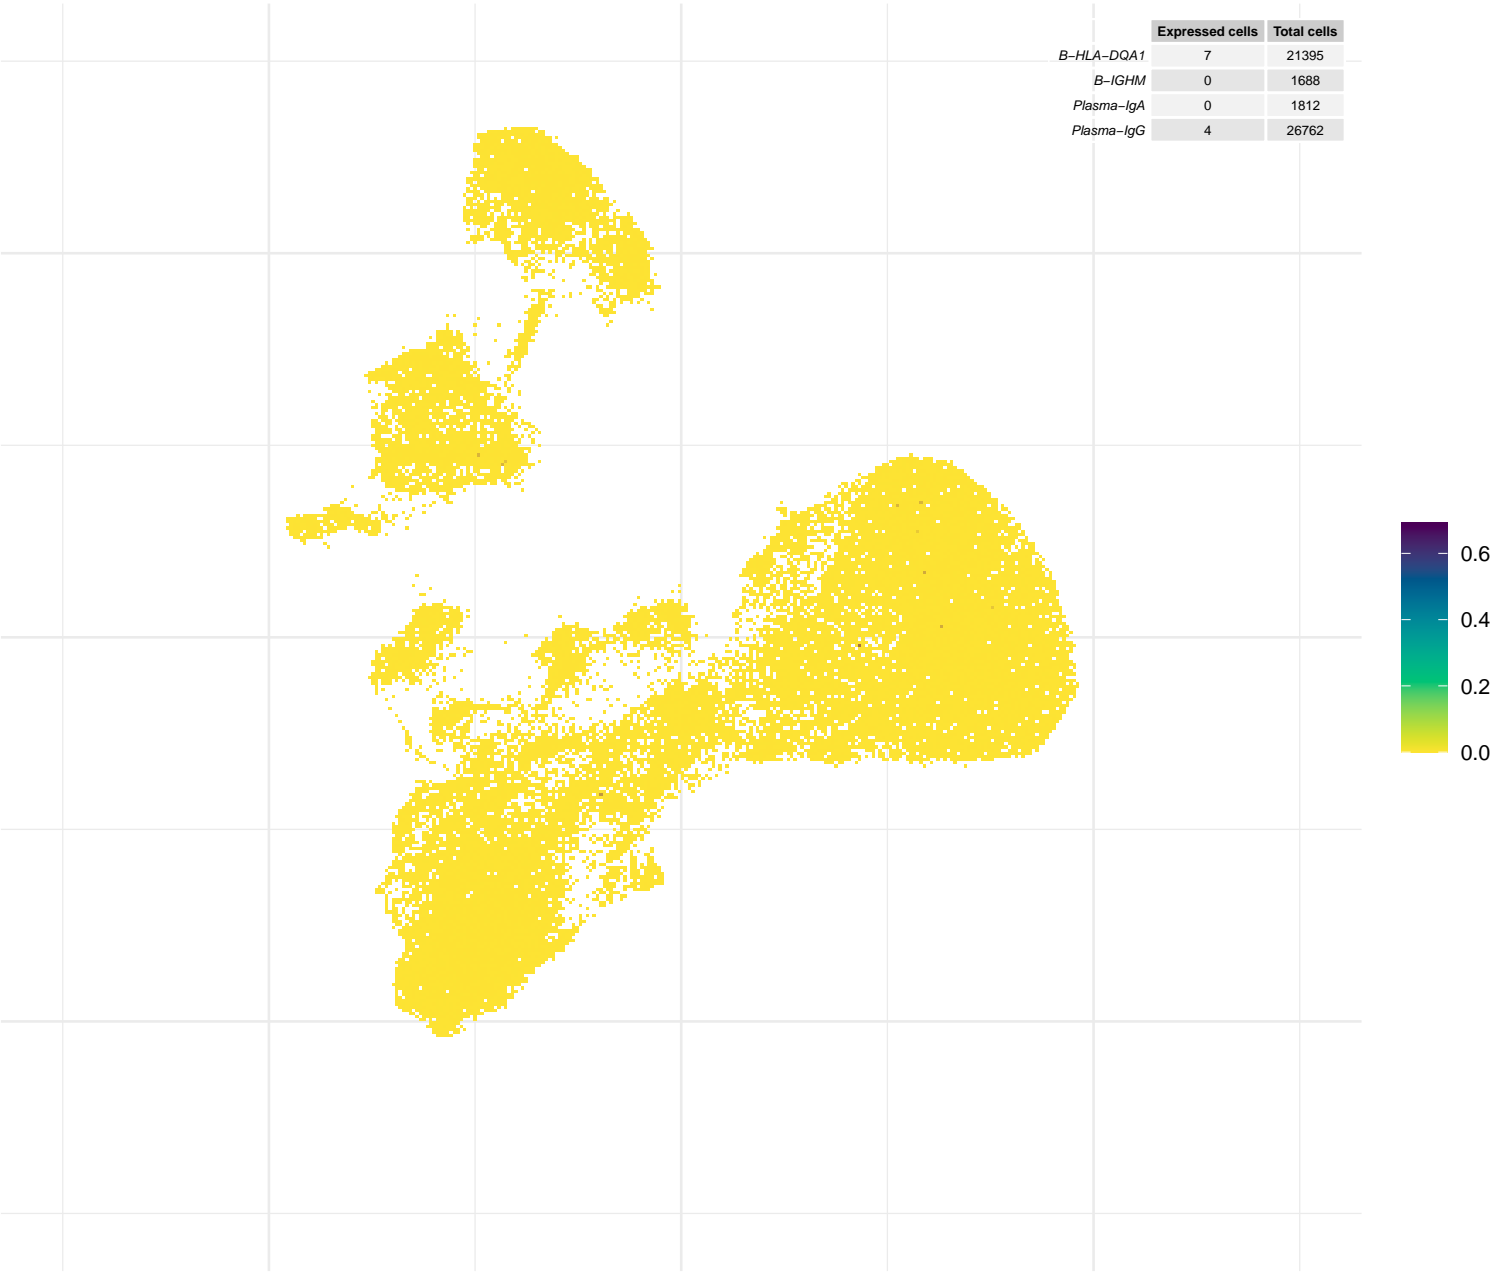 Expressed cells Total cells
B−HLA−DQA1 7 21395
B−IGHM 0 1688
Plasma−IgA 0 1812
Plasma−IgG 4 26762
0.6
0.4
0.2
0.0